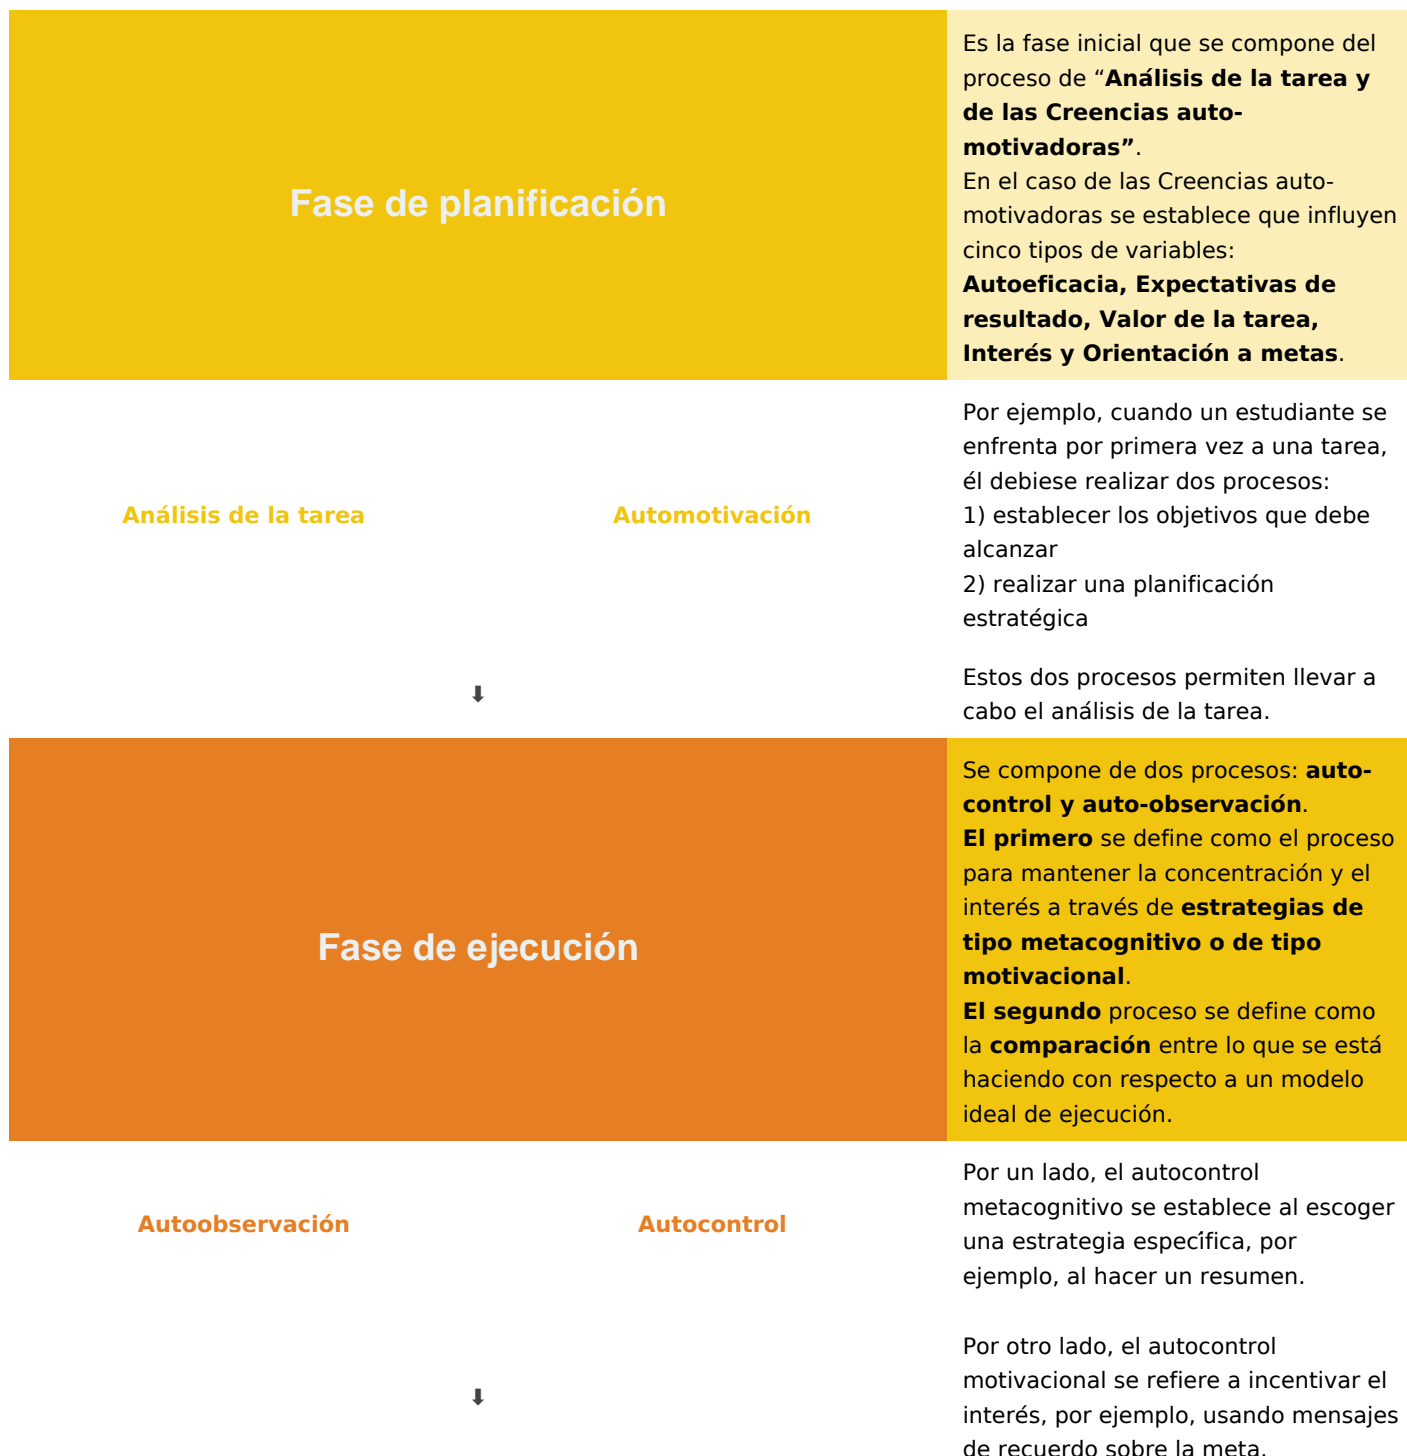 Fase de planificación
Es la fase inicial que se compone del
proceso de “Análisis de la tarea y
de las Creencias auto-
motivadoras”.
En el caso de las Creencias auto-
motivadoras se establece que influyen
cinco tipos de variables:
Autoeficacia, Expectativas de
resultado, Valor de la tarea,
Interés y Orientación a metas.
Análisis de la tarea
Automotivación
Por ejemplo, cuando un estudiante se
enfrenta por primera vez a una tarea,
él debiese realizar dos procesos:
1) establecer los objetivos que debe
alcanzar
2) realizar una planificación
estratégica
⬇
Estos dos procesos permiten llevar a
cabo el análisis de la tarea.
Fase de ejecución
Se compone de dos procesos: auto-
control y auto-observación.
El primero se define como el proceso
para mantener la concentración y el
interés a través de estrategias de
tipo metacognitivo o de tipo
motivacional.
El segundo proceso se define como
la comparación entre lo que se está
haciendo con respecto a un modelo
ideal de ejecución.
Autoobservación
Autocontrol
Por un lado, el autocontrol
metacognitivo se establece al escoger
una estrategia específica, por
ejemplo, al hacer un resumen.
⬇
Por otro lado, el autocontrol
motivacional se refiere a incentivar el
interés, por ejemplo, usando mensajes
de recuerdo sobre la meta.